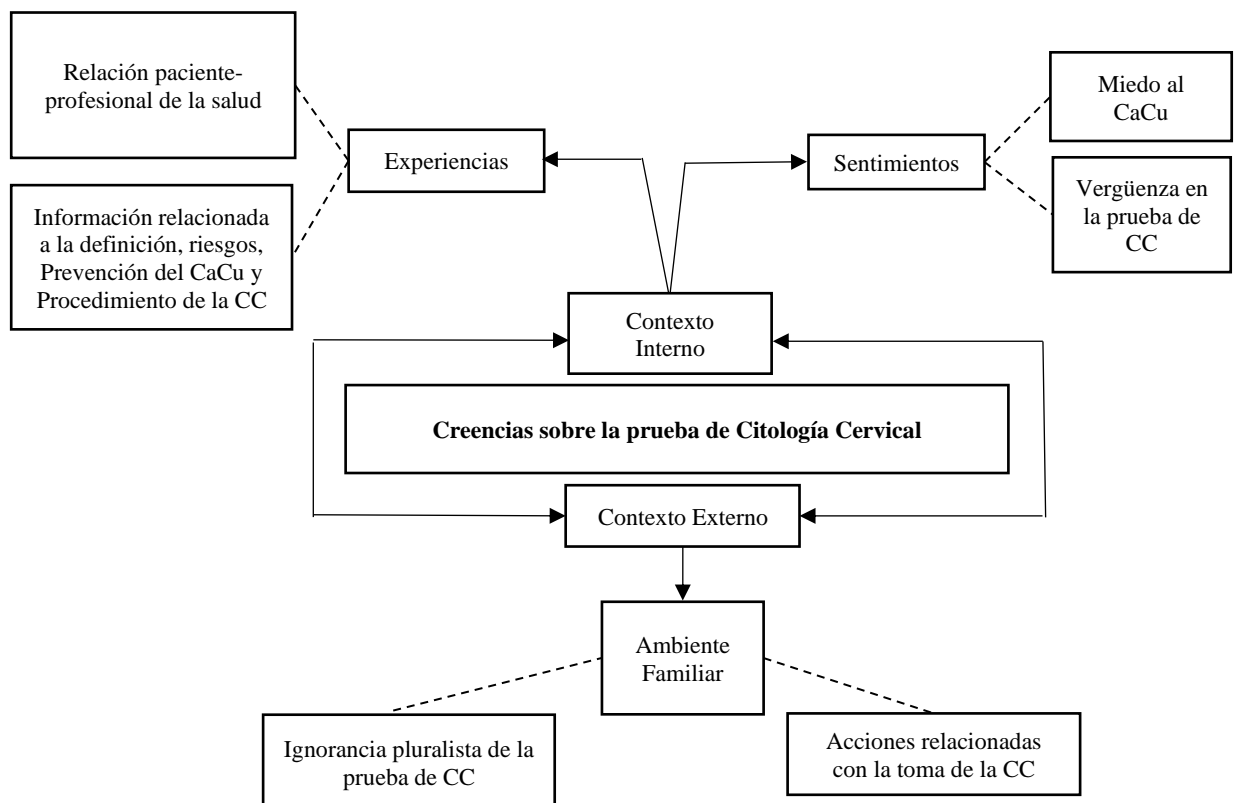 Relación paciente-
profesional de la salud
Experiencias
Sentimientos
Miedo al
CaCu
Información relacionada
a la definición, riesgos,
Prevención del CaCu y
Procedimiento de la CC
Vergüenza en
la prueba de
CC
Contexto
Interno
Creencias sobre la prueba de Citología Cervical
Contexto Externo
Ambiente
Familiar
Ignorancia pluralista de la
prueba de CC
Acciones relacionadas
con la toma de la CC